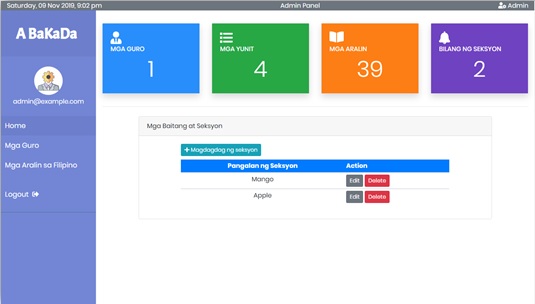 Saturday, 09 Nov 2019, 9:02 pm
Admin Panel
Admin
A BaKaDa
admin@example.com
Home
Mga Guro
Mga Aralin sa Filipino
Logout
MGA GURO
1
MGA YUNIT
4
MGA ARALIN
39
BILANG NG SEKSYON
2
Mga Baitang at Seksyon
+ Magdagdag ng seksyon
Pangalan ng Seksyon Action
Mango Edit Delete
Apple Edit Delete